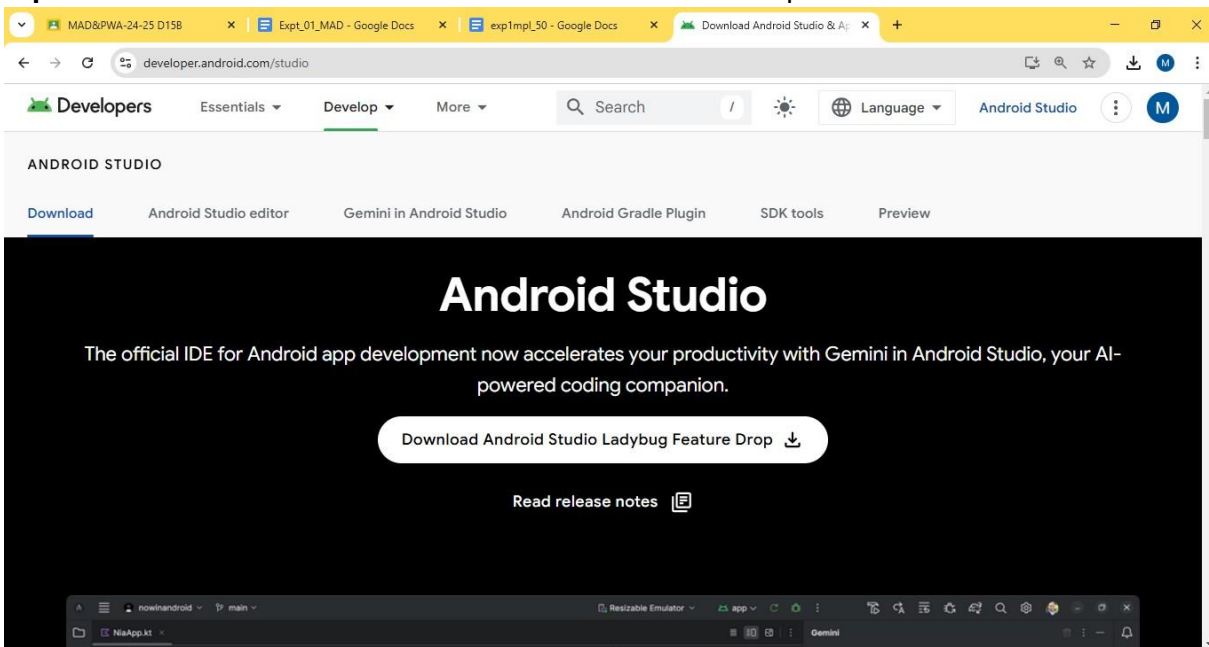 MAD&PWA-24-25 D15B
Expt_01_MAD - Google Docs
exp1mpl_50 - Google Docs
Download Android Studio & Ap
developer.android.com/studio
M
Developers
Essentials
Develop
More
Search
/
Language
Android Studio
M
ANDROID STUDIO
Download
Android Studio editor
Gemini in Android Studio
Android Gradle Plugin
SDK tools
Preview
Android Studio
The official IDE for Android app development now accelerates your productivity with Gemini in Android Studio, your AI-
powered coding companion.
Download Android Studio Ladybug Feature Drop
Read release notes
nowinandroid
main
Resizable Emulator
app
NiaApp.kt
Gemini